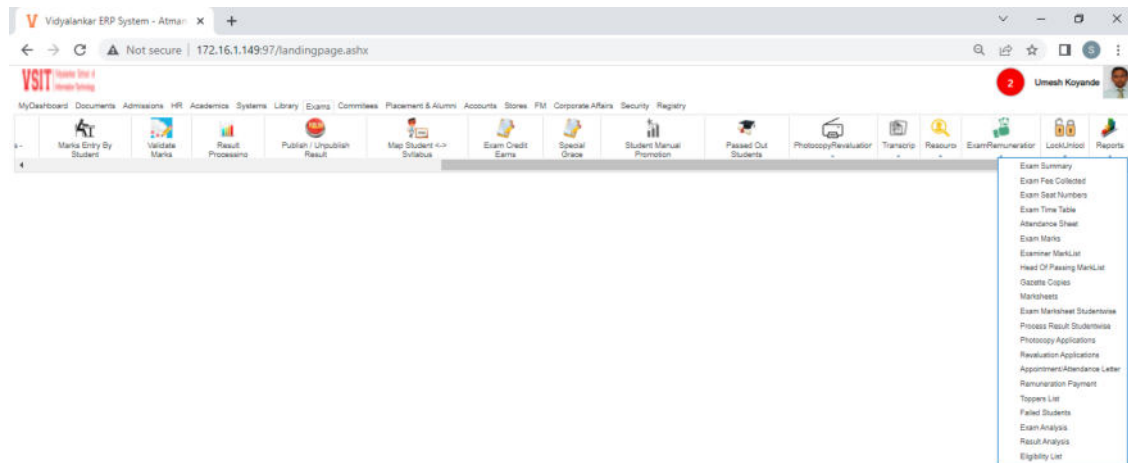 Vidyalankar ERP System - Atman
Not secure | 172.16.1.149:97/landingpage.ashx
S
VSIT
2 Umesh Koyande
MyDashboard Documents Admissions HR Academics Systems Library Exams Commitees Placement & Alumni Accounts Stores FM Corporate Affairs Security Registry
Marks Entry By Student
Validate Marks
Result Processing
Publish / Unpublish Result
Map Student <-> Syllabus
Exam Credit Earns
Special Grace
Student Manual Promotion
Passed Out Students
PhotocopyRevaluation
Transcrip
Resource
ExamRemuneration
LockUnlocl
Reports
Exam Summary
Exam Fee Collected
Exam Seat Numbers
Exam Time Table
Attendance Sheet
Exam Marks
Examiner MarkList
Head Of Passing MarkList
Gazette Copies
Marksheets
Exam Marksheet Studentwise
Process Result Studentwise
Photocopy Applications
Revaluation Applications
Appointment/Attendance Letter
Remuneration Payment
Toppers List
Failed Students
Exam Analysis
Result Analysis
Eligibility List